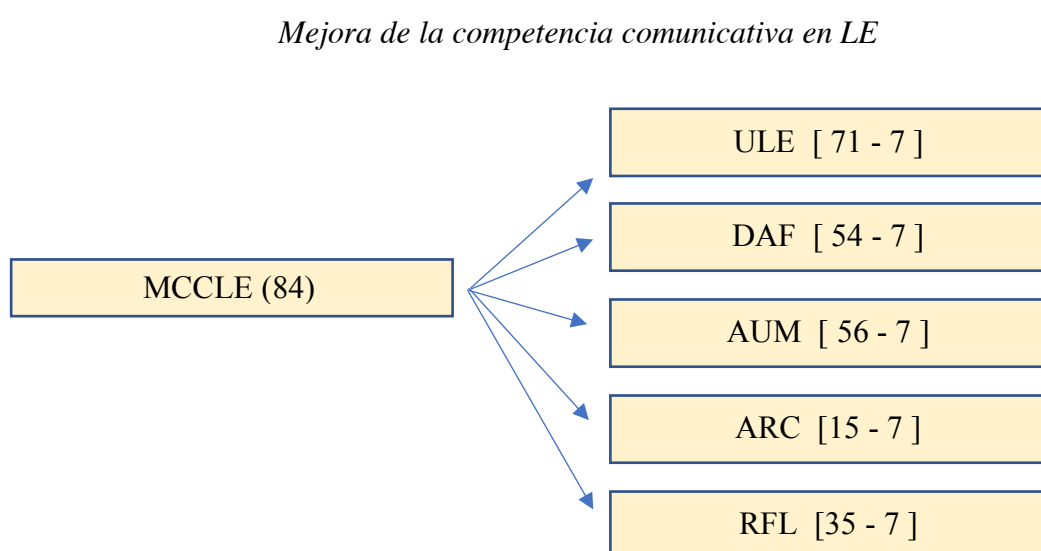 Mejora de la competencia comunicativa en LE
ULE [ 71 - 7 ]
DAF [ 54 - 7 ]
MCCLE (84)
AUM [ 56 - 7 ]
ARC [15 - 7 ]
RFL [35 - 7 ]